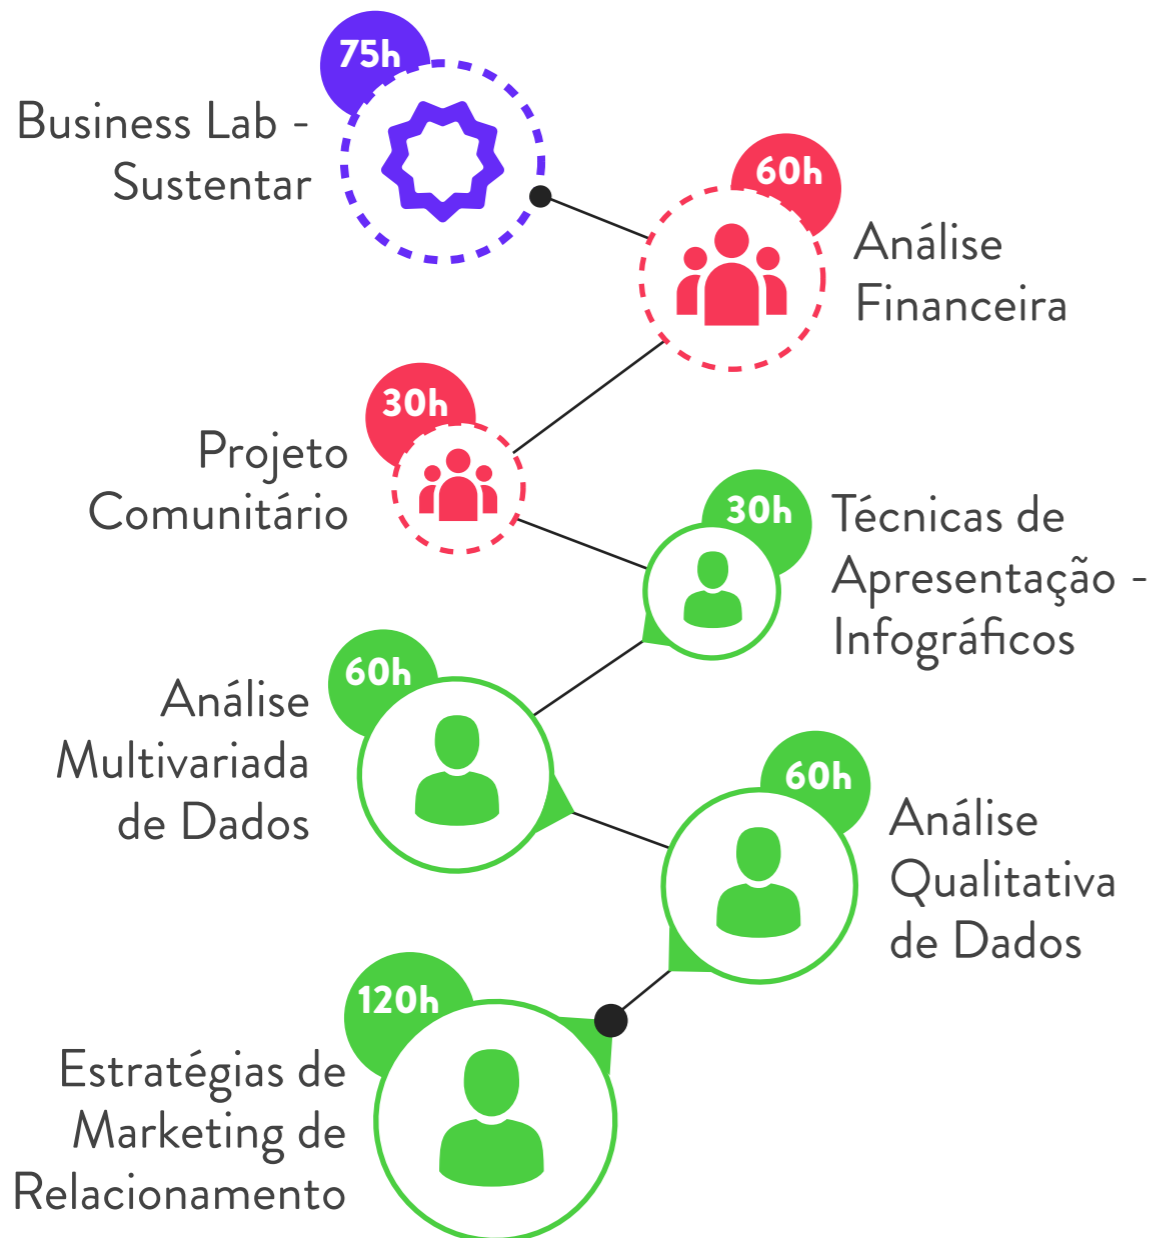 75h
Business Lab -
Sustentar
60h
Análise
Financeira
30h
Projeto
Comunitário
30h
Técnicas de
Apresentação -
Infográficos
60h
Análise
Multivariada
de Dados
60h
Análise
Qualitativa
de Dados
120h
Estratégias de
Marketing de
Relacionamento